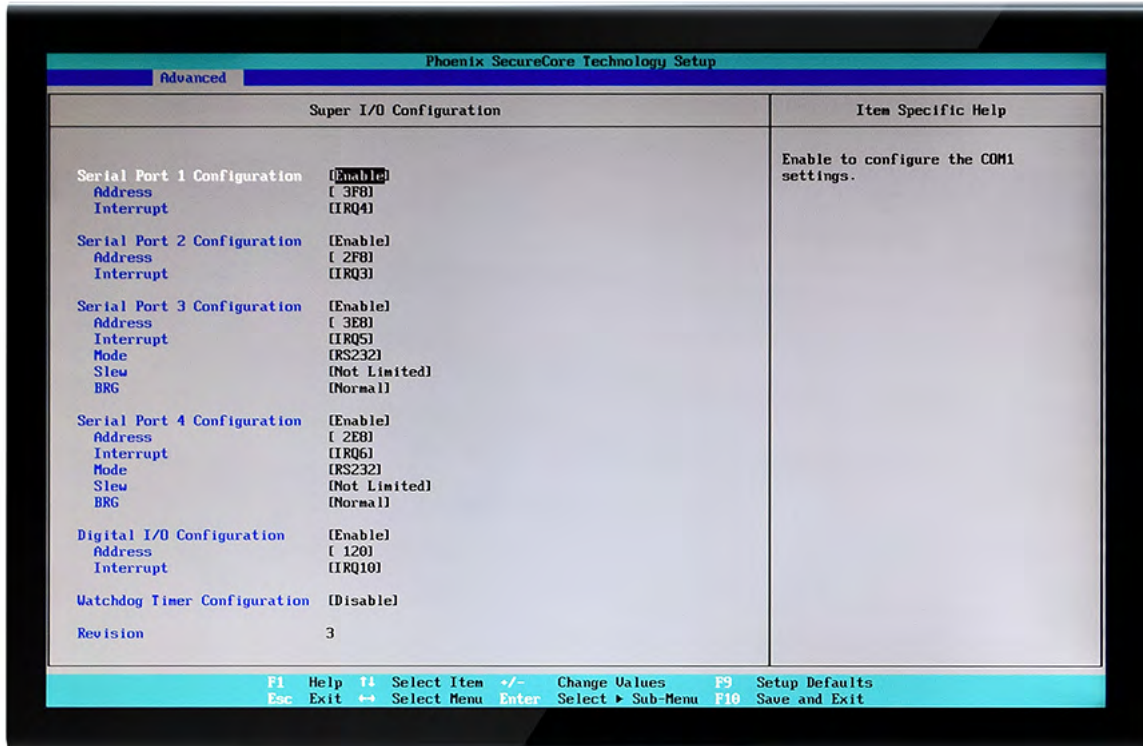 Phoenix SecureCore Technology Setup
Advanced
Super I/O Configuration
Item Specific Help
Enable to configure the COM1
settings.
Serial Port 1 Configuration [Enable]
Address [ 3F8]
Interrupt [IRQ4]
Serial Port 2 Configuration [Enable]
Address [ 2F8]
Interrupt [IRQ3]
Serial Port 3 Configuration [Enable]
Address [ 3E8]
Interrupt [IRQ5]
Mode [RS232]
Slew [Not Limited]
BRG [Normal]
Serial Port 4 Configuration [Enable]
Address [ 2E8]
Interrupt [IRQ6]
Mode [RS232]
Slew [Not Limited]
BRG [Normal]
Digital I/O Configuration [Enable]
Address [ 120]
Interrupt [IRQ10]
Watchdog Timer Configuration [Disable]
Revision 3
F1 Help ↑↓ Select Item +/- Change Values F9 Setup Defaults
Esc Exit ↔ Select Menu Enter Select ▶ Sub-Menu F10 Save and Exit